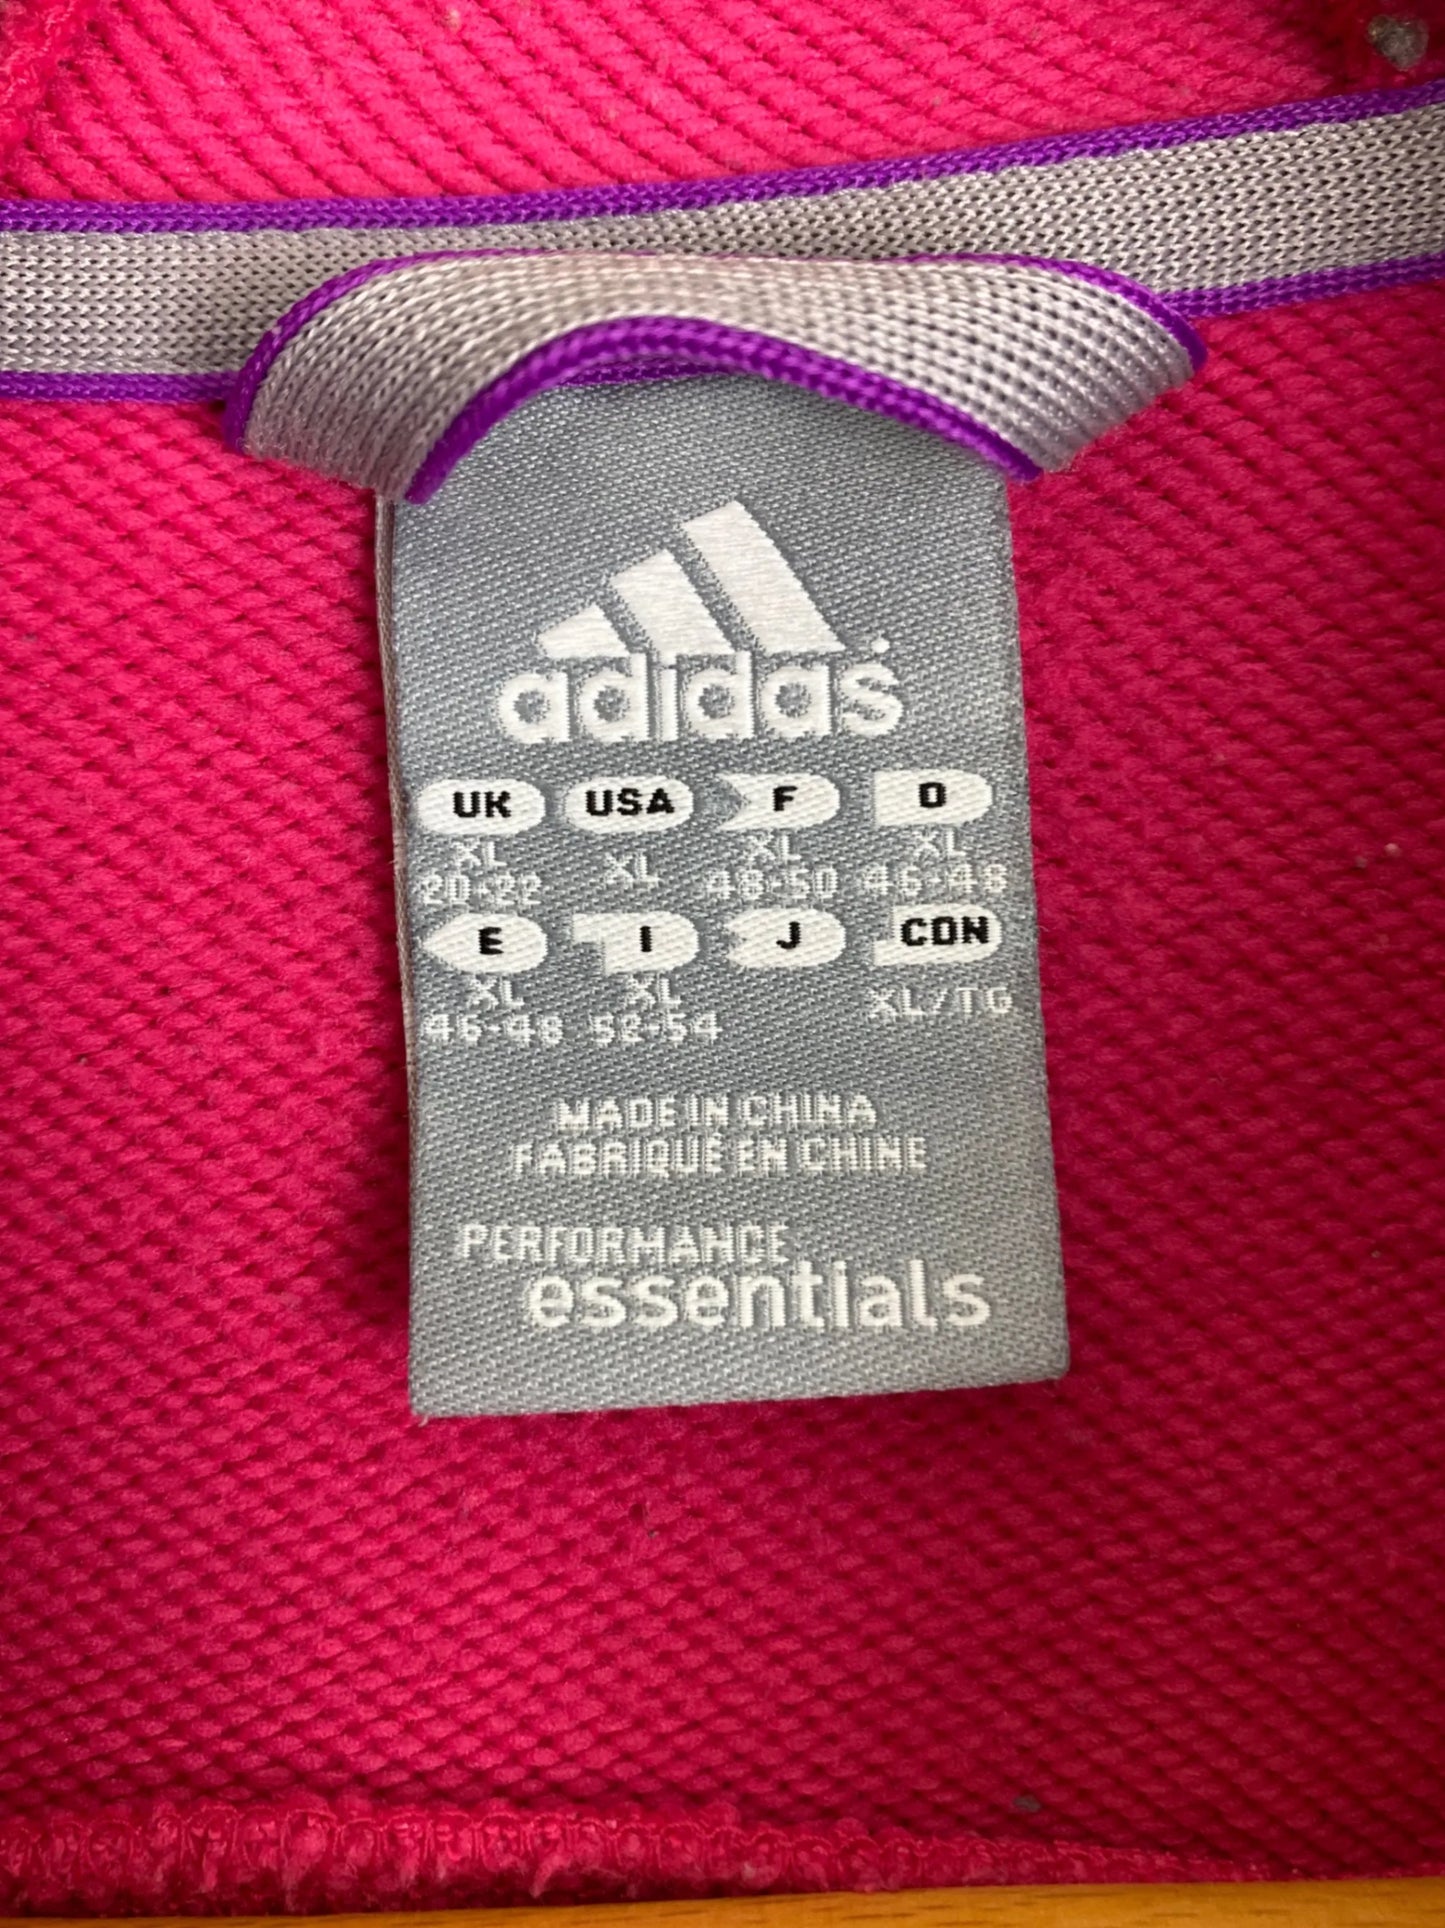 adidas
UK USA F D
XL XL XL XL
20-22 48-50 46-48
E I J CDN
XL XL XL/TG
46-48 52-54
MADE IN CHINA
FABRIQUÉ EN CHINE
PERFORMANCE
essentials